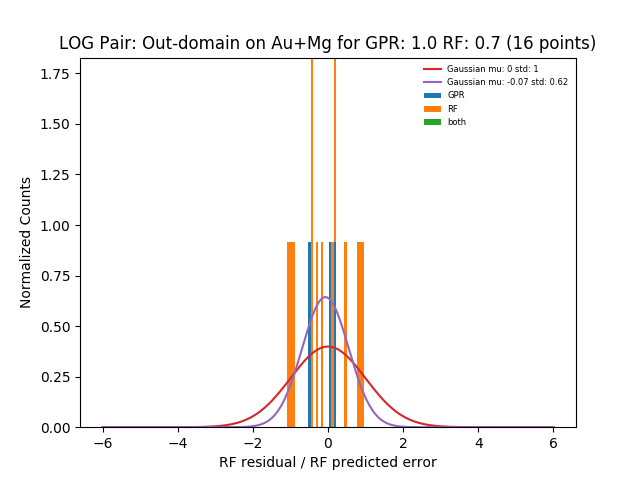 LOG Pair: Out-domain on Au+Mg for GPR: 1.0 RF: 0.7 (16 points)
1.75
1.50
1.25
1.00
0.75
0.50
0.25
0.00
Normalized Counts
Gaussian mu: 0 std: 1
Gaussian mu: -0.07 std: 0.62
GPR
RF
both
−6 −4 −2 0 2 4 6
RF residual / RF predicted error